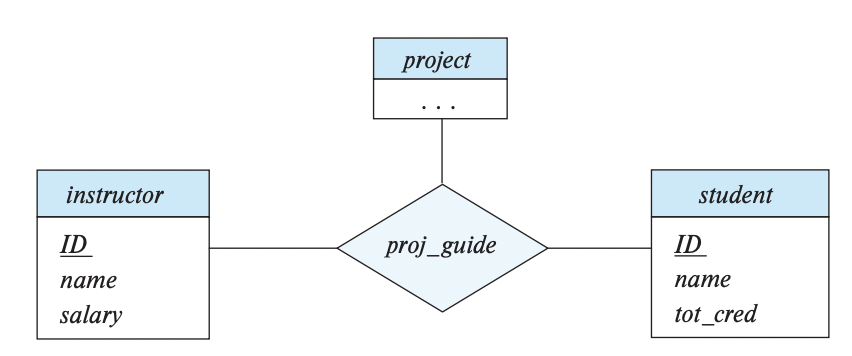 project
. . .
instructor
ID
name
salary
proj_guide
student
ID
name
tot_cred